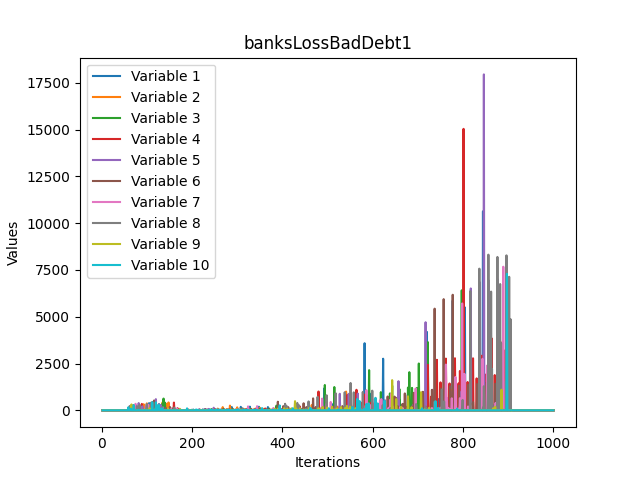 banksLossBadDebt1
17500
15000
12500
10000
7500
5000
2500
0
Values
Variable 1
Variable 2
Variable 3
Variable 4
Variable 5
Variable 6
Variable 7
Variable 8
Variable 9
Variable 10
0 200 400 600 800 1000
Iterations